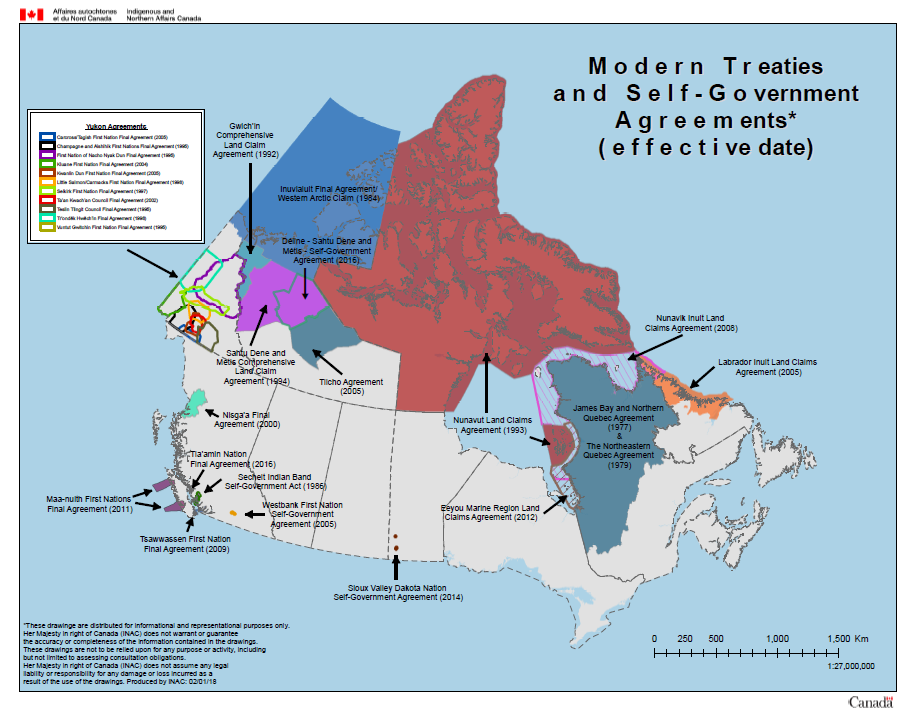 Affaires autochtones
et du Nord Canada
Indigenous and
Northern Affairs Canada
Modern Treaties
and Self-Government
Agreements*
(effective date)
Yukon Agreements
Carcross/Tagish First Nation Final Agreement (2005)
Champagne and Aishihik First Nations Final Agreement (1995)
First Nation of Nacho Nyak Dun Final Agreement (1995)
Kluane First Nation Final Agreement (2004)
Kwanlin Dun First Nation Final Agreement (2005)
Little Salmon/Carmacks First Nation Final Agreement (1998)
Selkirk First Nation Final Agreement (1997)
Ta'an Kwach'an Council Final Agreement (2002)
Teslin Tlingit Council Final Agreement (1995)
Tr'ondëk Hwëch'in Final Agreement (1998)
Vuntut Gwitchin First Nation Final Agreement (1995)
Gwich'in
Comprehensive
Land Claim
Agreement (1992)
Inuvialuit Final Agreement/
Western Arctic Claim (1984)
Déline - Sahtu Dene and
Métis - Self-Government
Agreement (2016)
Sahtu Dene and
Métis Comprehensive
Land Claim
Agreement (1994)
Tlicho Agreement
(2005)
Nunavik Inuit Land
Claims Agreement (2008)
Labrador Inuit Land Claims
Agreement (2005)
Nunavut Land Claims
Agreement (1993)
James Bay and Northern
Quebec Agreement
(1977)
&
The Northeastern
Quebec Agreement
(1979)
Nisga'a Final
Agreement (2000)
Tla'amin Nation
Final Agreement (2016)
Sechelt Indian Band
Self-Government Act (1986)
Maa-nulth First Nations
Final Agreement (2011)
Westbank First Nation
Self-Government
Agreement (2005)
Eeyou Marine Region Land
Claims Agreement (2012)
Tsawwassen First Nation
Final Agreement (2009)
Sioux Valley Dakota Nation
Self-Government Agreement (2014)
*These drawings are distributed for informational and representational purposes only.
Her Majesty in right of Canada (INAC) does not warrant or guarantee
the accuracy or completeness of the information contained in the drawings.
These drawings are not to be relied upon for any purpose or activity, including
but not limited to assessing consultation obligations.
Her Majesty in right of Canada (INAC) does not assume any legal
liability or responsibility for any damage or loss incurred as a
result of the use of the drawings. Produced by INAC: 02/01/18
0 250 500 1,000 1,500 Km
1:27,000,000
Canada